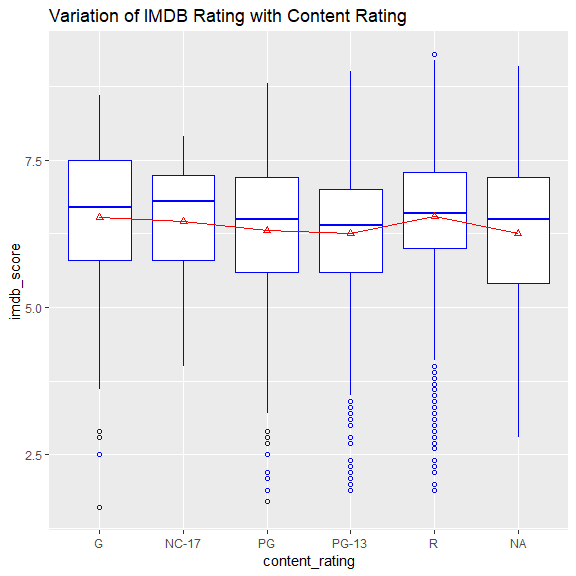 Variation of IMDB Rating with Content Rating
imdb_score
7.5
5.0
2.5
G NC-17 PG PG-13 R NA
content_rating